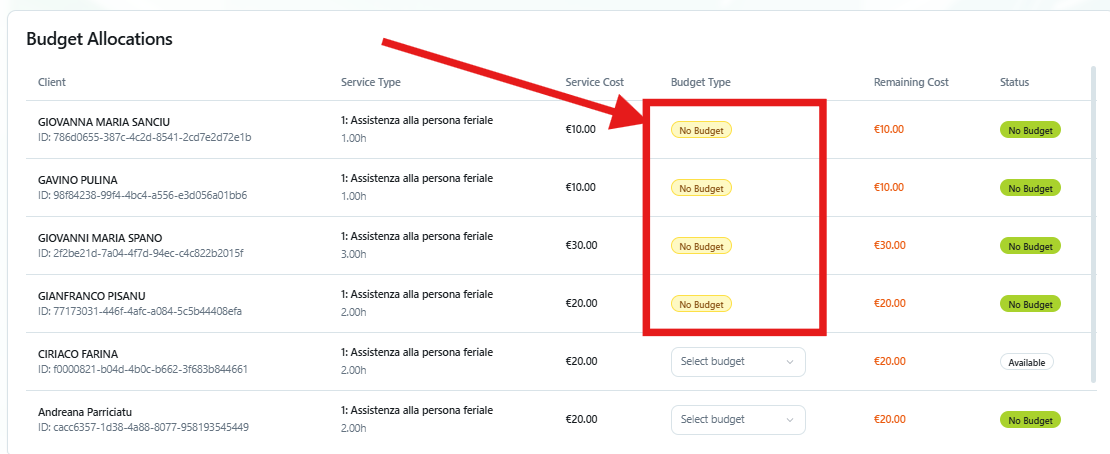 Budget Allocations
Client Service Type Service Cost Budget Type Remaining Cost Status
GIOVANNA MARIA SANCIU 1: Assistenza alla persona feriale €10.00 No Budget €10.00 No Budget
ID: 786d0655-387c-4c2d-8541-2cd7e2d72e1b 1.00h
GAVINO PULINA 1: Assistenza alla persona feriale €10.00 No Budget €10.00 No Budget
ID: 98f84238-99f4-4bc4-a556-e3d056a01bb6 1.00h
GIOVANNI MARIA SPANO 1: Assistenza alla persona feriale €30.00 No Budget €30.00 No Budget
ID: 2f2be21d-7a04-4f7d-94ec-c4c822b2015f 3.00h
GIANFRANCO PISANU 1: Assistenza alla persona feriale €20.00 No Budget €20.00 No Budget
ID: 77173031-446f-4afc-a084-5c5b44408efa 2.00h
CIRIACO FARINA 1: Assistenza alla persona feriale €20.00 Select budget €20.00 Available
ID: f0000821-b04d-4b0c-b662-3f683b844661 2.00h
Andreana Parriciatu 1: Assistenza alla persona feriale €20.00 Select budget €20.00 No Budget
ID: cacc6357-1d38-4a88-8077-958193545449 2.00h